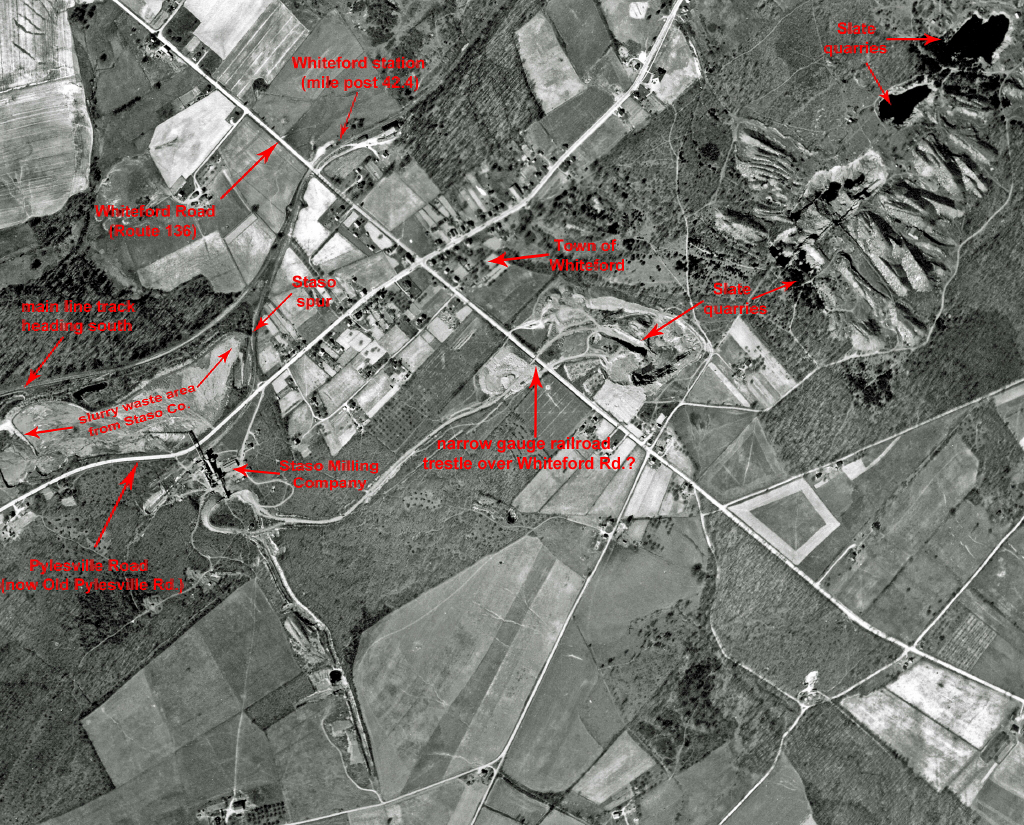 Slate
quarries
Whiteford station
(mile post 42.4)
Whiteford Road
(Route 136)
Town of
Whiteford
Staso
spur
Slate
quarries
main line track
heading south
slurry waste area
from Staso Co
narrow gauge railroad
trestle over Whiteford Rd.?
Staso Milling
Company
Pylesville Road
(now Old Pylesville Rd.)